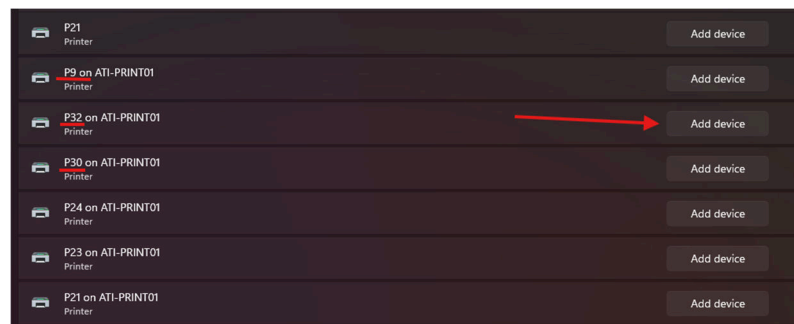 P21
Printer
Add device
P9 on ATI-PRINT01
Printer
Add device
P32 on ATI-PRINT01
Printer
Add device
P30 on ATI-PRINT01
Printer
Add device
P24 on ATI-PRINT01
Printer
Add device
P23 on ATI-PRINT01
Printer
Add device
P21 on ATI-PRINT01
Printer
Add device